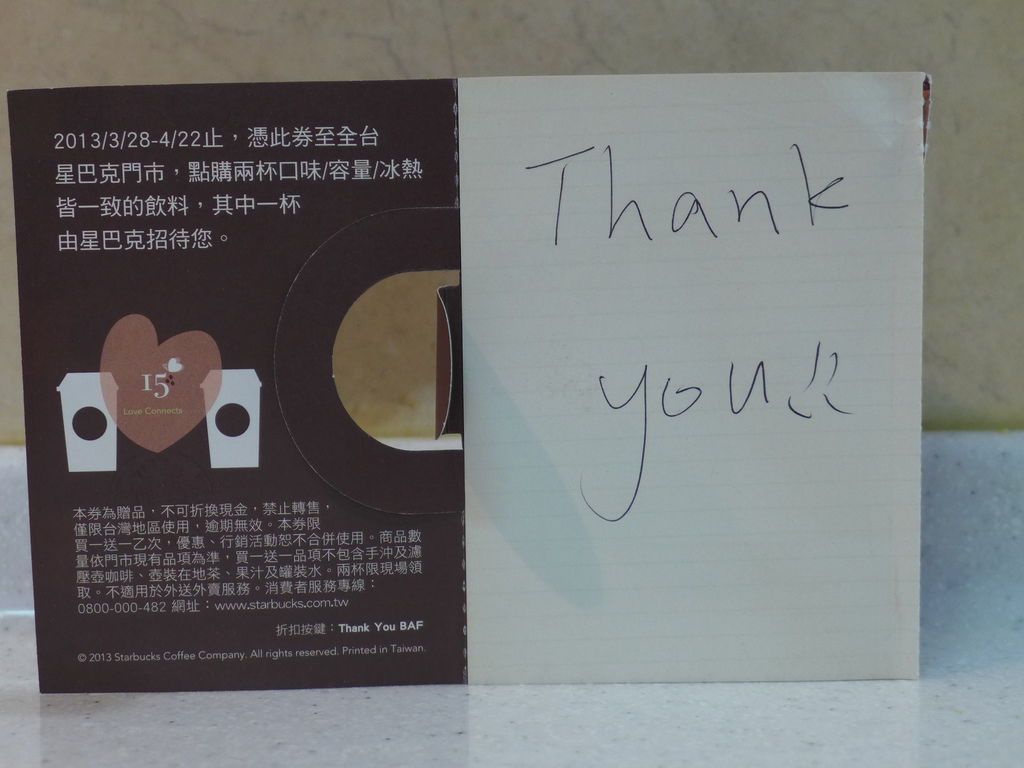 2013/3/28-4/22止，憑此券至全台
星巴克門市，點購兩杯口味/容量/冰熱
皆一致的飲料，其中一杯
由星巴克招待您。
15
Love Connects
本券為贈品，不可折換現金，禁止轉售，
僅限台灣地區使用，逾期無效。本券限
買一送一乙次，優惠、行銷活動恕不合併使用。商品數
量依門市現有品項為準，買一送一品項不包含手沖及濾
壓壺咖啡、壺裝在地茶、果汁及罐裝水。兩杯限現場領
取。不適用於外送外賣服務。消費者服務專線：
0800-000-482 網址：www.starbucks.com.tw
折扣按鍵：Thank You BAF
© 2013 Starbucks Coffee Company. All rights reserved. Printed in Taiwan.
Thank
you!!